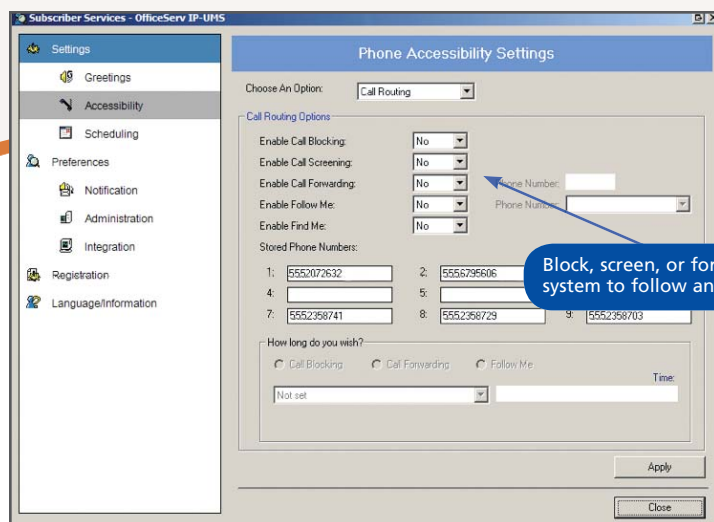 Subscriber Services - OfficeServ IP-UMS
Settings
Greetings
Accessibility
Scheduling
Preferences
Notification
Administration
Integration
Registration
Language/Information
Phone Accessibility Settings
Choose An Option: Call Routing
Call Routing Options
Enable Call Blocking: No
Enable Call Screening: No
Enable Call Forwarding: No Phone Number:
Enable Follow Me: No Phone Number:
Enable Find Me: No
Stored Phone Numbers:
1: 5552072632 2: 5556795606
4: 5:
7: 5552358741 8: 5552358729 9: 5552358703
Block, screen, or for
system to follow an
How long do you wish?
Call Blocking Call Forwarding Follow Me
Time:
Not set
Apply
Close